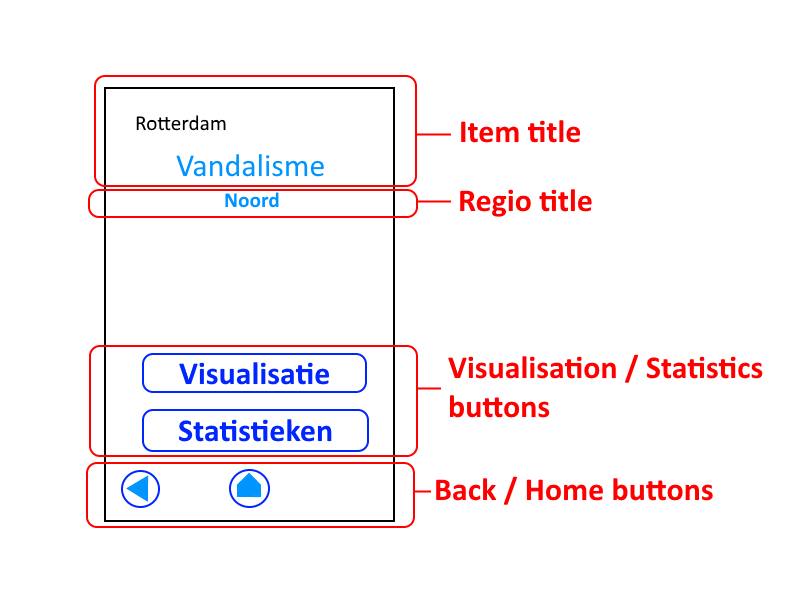 Rotterdam
Item title
Vandalisme
Noord
Regio title
Visualisatie
Visualisation / Statistics
buttons
Statistieken
Back / Home buttons